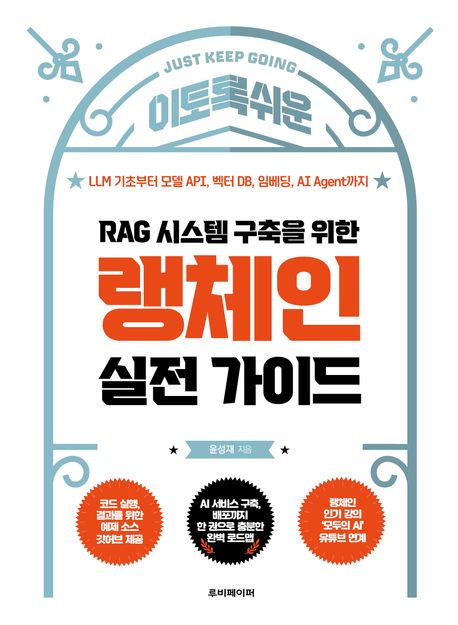 JUST KEEP GOING
이토록 쉬운
LLM 기초부터 모델 API, 벡터 DB, 임베딩, AI Agent까지
RAG 시스템 구축을 위한
랭체인
실전 가이드
윤성재 지음
코드 실행,
결과를 위한
예제 소스
깃허브 제공
AI 서비스 구축,
배포까지
한 권으로 충분한
완벽 로드맵
랭체인
인기 강의
'모두의 AI'
유튜브 연계
루비페이퍼